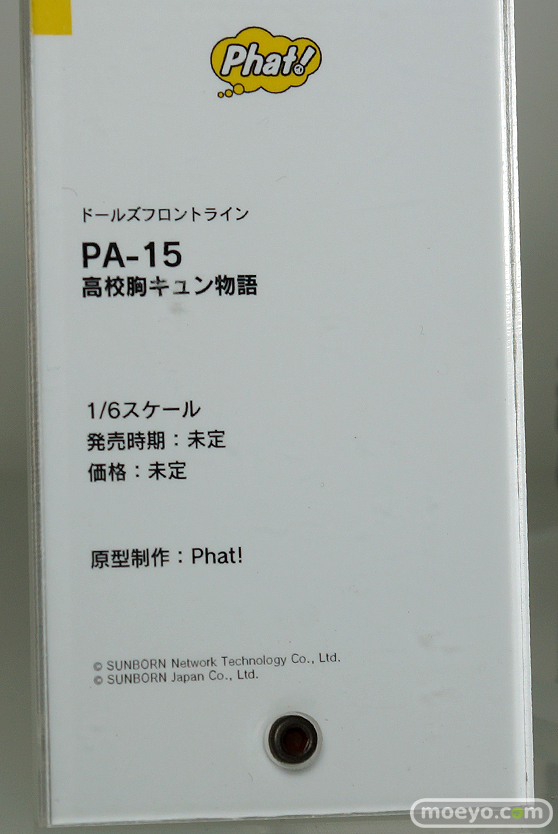 Phat!
ドールズフロントライン
PA-15
高校胸キュン物語
1/6スケール
発売時期：未定
価格：未定
原型制作：Phat!
© SUNBORN Network Technology Co., Ltd.
© SUNBORN Japan Co., Ltd.
moeyo.com